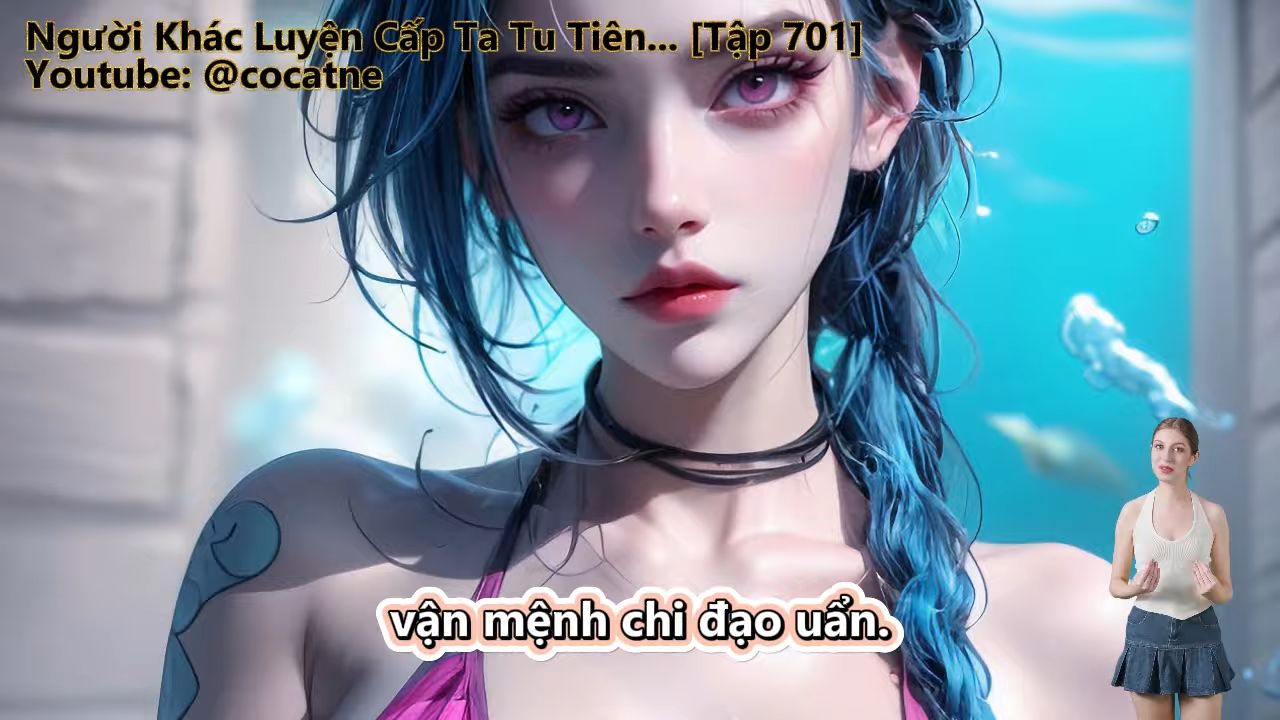 Người Khác Luyện Cấp Ta Tu Tiên... [Tập 701]
Youtube: @cocatne
vận mệnh chi đạo uẩn.